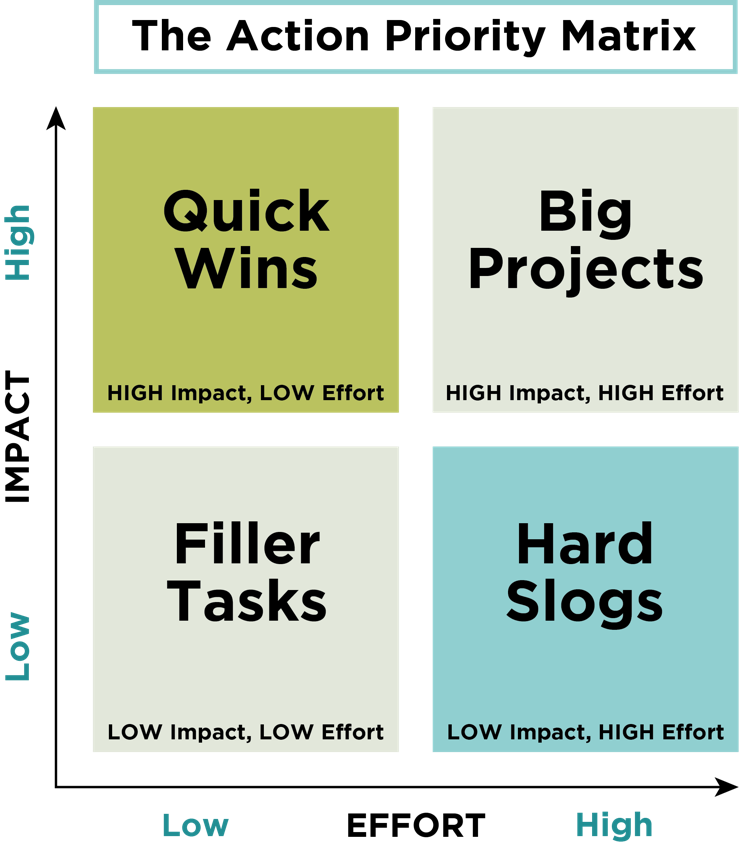 The Action Priority Matrix
High
IMPACT
Low
Quick
Wins
HIGH Impact, LOW Effort
Big
Projects
HIGH Impact, HIGH Effort
Filler
Tasks
LOW Impact, LOW Effort
Hard
Slogs
LOW Impact, HIGH Effort
Low
EFFORT
High